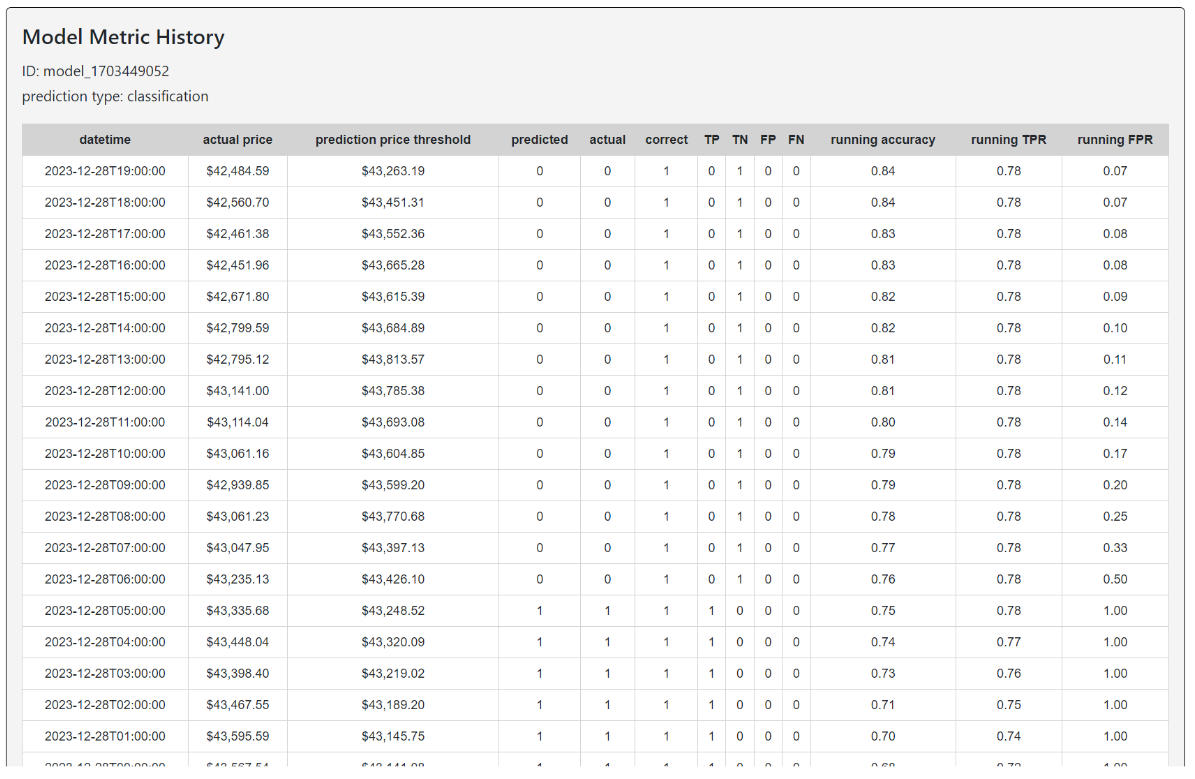 Model Metric History
ID: model_1703449052
prediction type: classification
datetime actual price prediction price threshold predicted actual correct TP TN FP FN running accuracy running TPR running FPR
2023-12-28T19:00:00 $42,484.59 $43,263.19 0 0 1 0 1 0 0 0.84 0.78 0.07
2023-12-28T18:00:00 $42,560.70 $43,451.31 0 0 1 0 1 0 0 0.84 0.78 0.07
2023-12-28T17:00:00 $42,461.38 $43,552.36 0 0 1 0 1 0 0 0.83 0.78 0.08
2023-12-28T16:00:00 $42,451.96 $43,665.28 0 0 1 0 1 0 0 0.83 0.78 0.08
2023-12-28T15:00:00 $42,671.80 $43,615.39 0 0 1 0 1 0 0 0.82 0.78 0.09
2023-12-28T14:00:00 $42,799.59 $43,684.89 0 0 1 0 1 0 0 0.82 0.78 0.10
2023-12-28T13:00:00 $42,795.12 $43,813.57 0 0 1 0 1 0 0 0.81 0.78 0.11
2023-12-28T12:00:00 $43,141.00 $43,785.38 0 0 1 0 1 0 0 0.81 0.78 0.12
2023-12-28T11:00:00 $43,114.04 $43,693.08 0 0 1 0 1 0 0 0.80 0.78 0.14
2023-12-28T10:00:00 $43,061.16 $43,604.85 0 0 1 0 1 0 0 0.79 0.78 0.17
2023-12-28T09:00:00 $42,939.85 $43,599.20 0 0 1 0 1 0 0 0.79 0.78 0.20
2023-12-28T08:00:00 $43,061.23 $43,770.68 0 0 1 0 1 0 0 0.78 0.78 0.25
2023-12-28T07:00:00 $43,047.95 $43,397.13 0 0 1 0 1 0 0 0.77 0.78 0.33
2023-12-28T06:00:00 $43,235.13 $43,426.10 0 0 1 0 1 0 0 0.76 0.78 0.50
2023-12-28T05:00:00 $43,335.68 $43,248.52 1 1 1 1 0 0 0 0.75 0.78 1.00
2023-12-28T04:00:00 $43,448.04 $43,320.09 1 1 1 1 0 0 0 0.74 0.77 1.00
2023-12-28T03:00:00 $43,398.40 $43,219.02 1 1 1 1 0 0 0 0.73 0.76 1.00
2023-12-28T02:00:00 $43,467.55 $43,189.20 1 1 1 1 0 0 0 0.71 0.75 1.00
2023-12-28T01:00:00 $43,595.59 $43,145.75 1 1 1 1 0 0 0 0.70 0.74 1.00